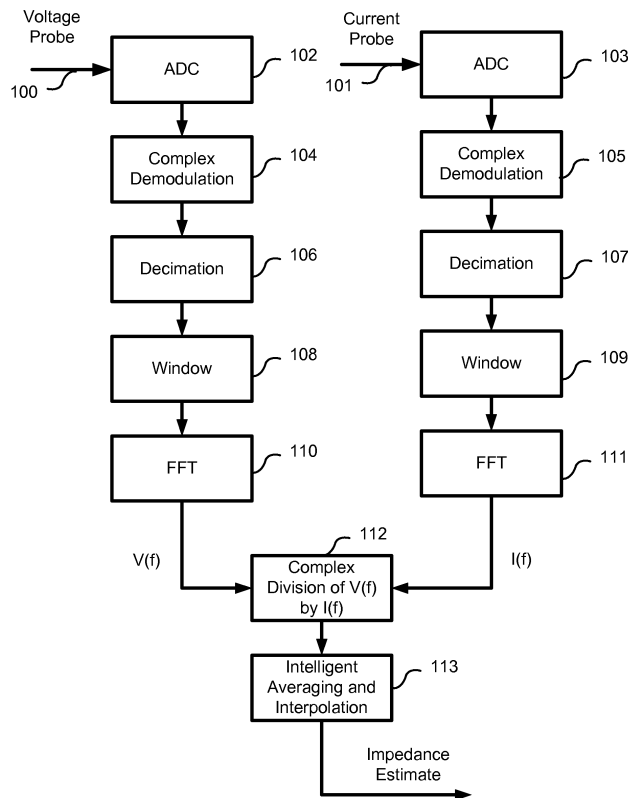 Voltage
Probe
100
ADC
102
Current
Probe
101
ADC
103
Complex
Demodulation
104
Complex
Demodulation
105
Decimation
106
Decimation
107
Window
108
Window
109
FFT
110
FFT
111
V(f)
112
Complex
Division of V(f)
by I(f)
I(f)
Intelligent
Averaging and
Interpolation
113
Impedance
Estimate